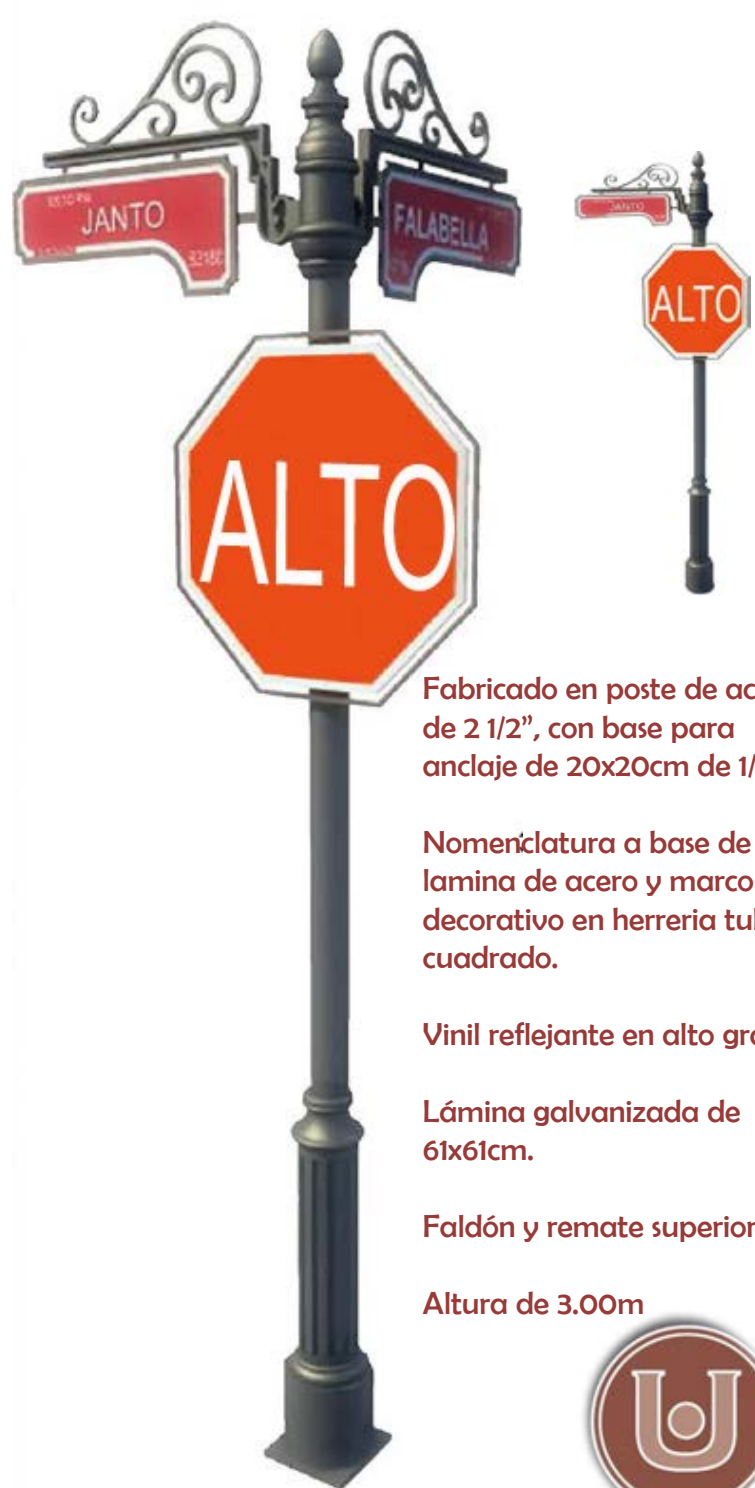 JANTO
82180
FALABELLA
ALTO
JANTO
ALTO
Fabricado en poste de ac
de 2 1/2”, con base para
anclaje de 20x20cm de 1/
Nomenclatura a base de
lamina de acero y marco
decorativo en herreria tu
cuadrado.
Vinil reflejante en alto gr
Lámina galvanizada de
61x61cm.
Faldón y remate superior
Altura de 3.00m